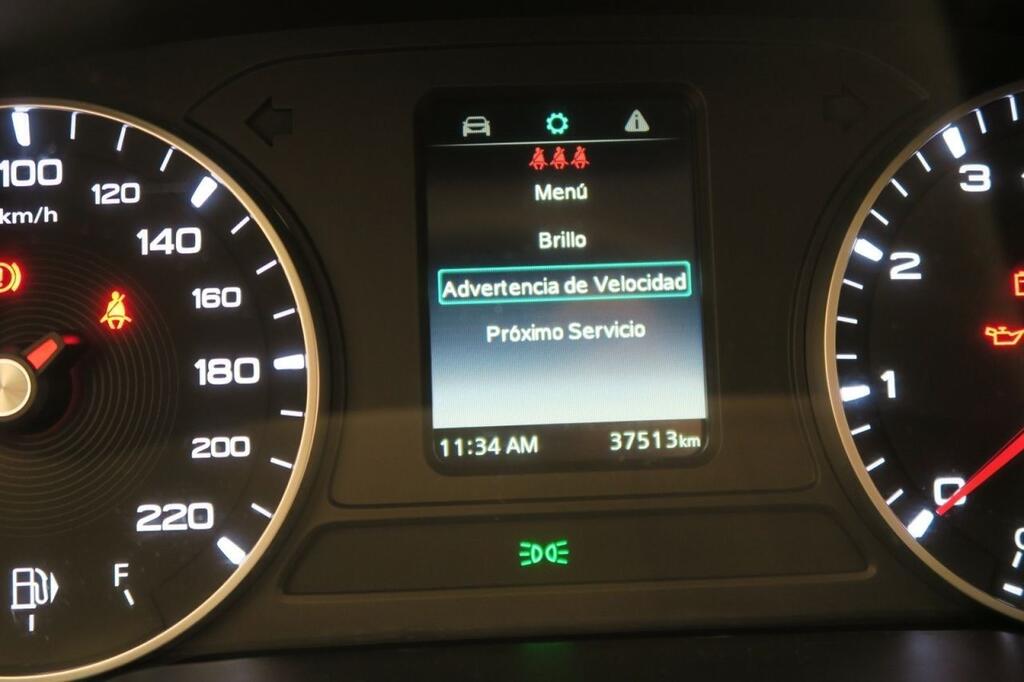 100
km/h
120
140
160
180
200
220
F
Menú
Brillo
Advertencia de Velocidad
Próximo Servicio
11:34 AM
37513km
3
2
1
0